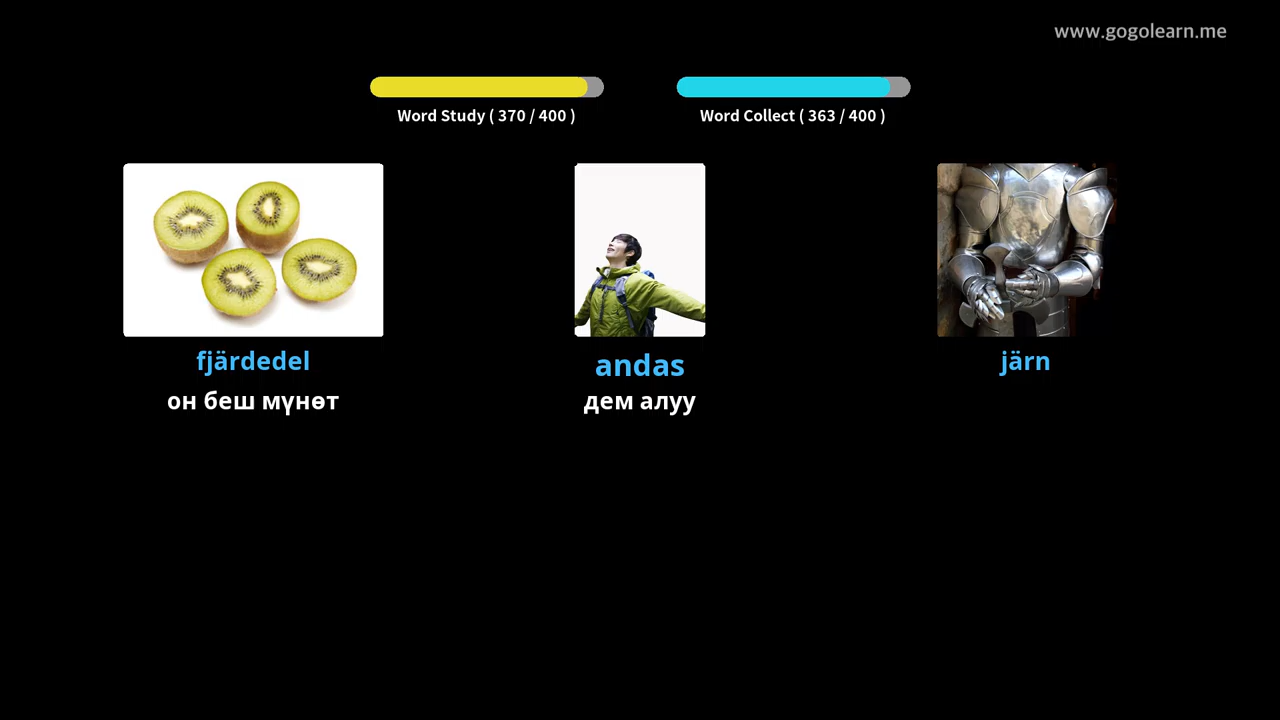 www.gogolearn.me
Word Study ( 370 / 400 )
Word Collect ( 363 / 400 )
fjärdedel
andas
järn
он беш мүнөт
дем алуу